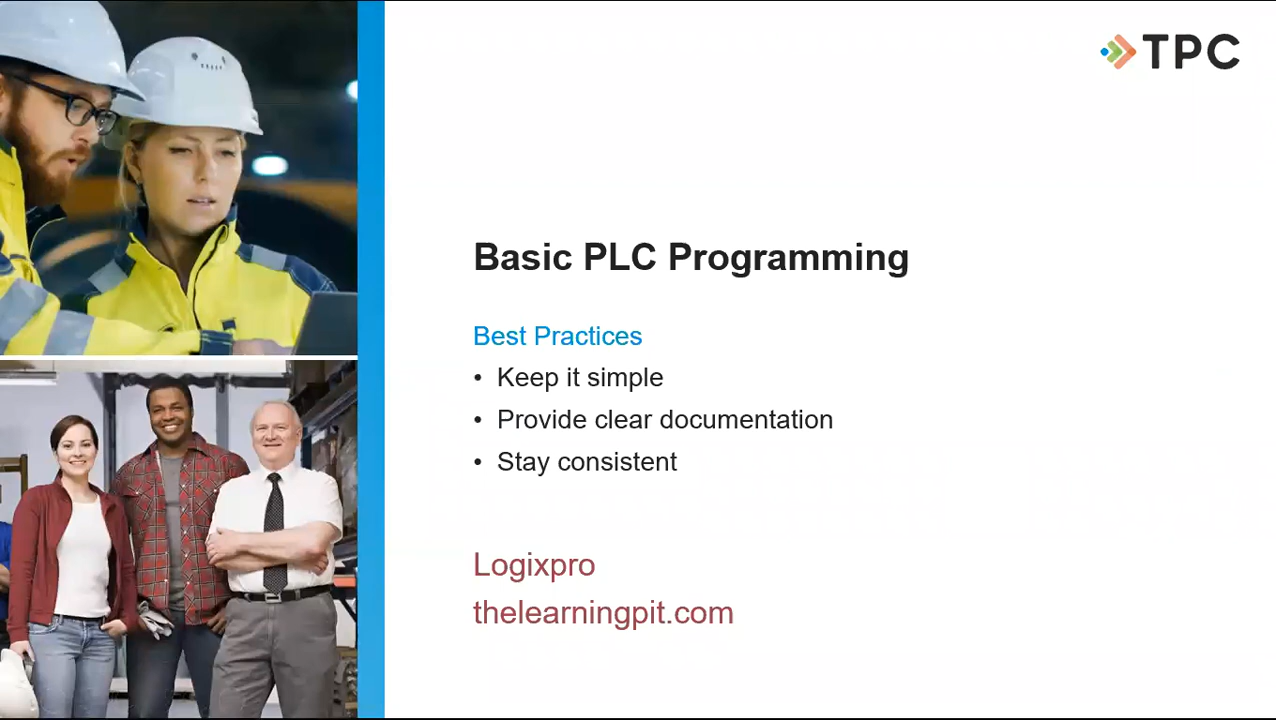 TPC
Basic PLC Programming
Best Practices
• Keep it simple
• Provide clear documentation
• Stay consistent
Logixpro
thelearningpit.com